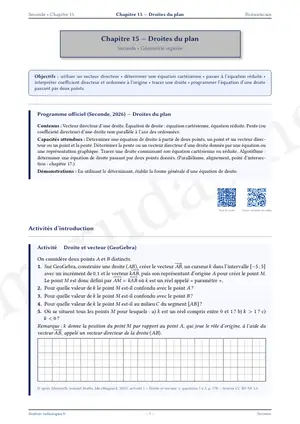 Seconde • Chapitre 15
Chapitre 15 – Droites du plan
Chapitre 15 – Droites du plan
Seconde • Géométrie repérée
Objectifs : utiliser un vecteur directeur • déterminer une équation cartésienne • passer à l'équation réduite •
interpréter coefficient directeur et ordonnée à l'origine • tracer une droite • programmer l'équation d'une droite
passant par deux points.
Programme officiel (Seconde, 2026) – Droites du plan
Contenus : Vecteur directeur d'une droite. Équation de droite : équation cartésienne, équation réduite. Pente (ou
coefficient directeur) d'une droite non parallèle à l'axe des ordonnées.
Capacités attendues : Déterminer une équation de droite à partir de deux points, un point et un vecteur direc-
teur ou un point et la pente. Déterminer la pente ou un vecteur directeur d'une droite donnée par une équation ou
une représentation graphique. Tracer une droite connaissant son équation cartésienne ou réduite. Algorithme :
déterminer une équation de droite passant par deux points donnés. (Parallélisme, alignement, point d'intersec-
tion : chapitre 17.)
Démonstrations : En utilisant le déterminant, établir la forme générale d'une équation de droite.
Activités d'introduction
Activité Droite et vecteur (GeoGebra)
On considère deux points A et B distincts.
1. Sur GeoGebra, construire une droite (AB), créer le vecteur AB, un curseur k dans l'intervalle [−5 ; 5]
avec un incrément de 0,1 et le vecteur kAB, puis son représentant d'origine A pour créer le point M.
Le point M est donc défini par AM = kAB où k est un réel appelé « paramètre ».
2. Pour quelle valeur de k le point M est-il confondu avec le point A ?
3. Pour quelle valeur de k le point M est-il confondu avec le point B ?
4. Pour quelle valeur de k le point M est-il au milieu C du segment [AB] ?
5. Où se situent tous les points M pour lesquels : a) k est un réel compris entre 0 et 1 ? b) k > 1 ? c)
k < 0 ?
Remarque : k donne la position du point M par rapport au point A, qui joue le rôle d'origine, à l'aide du
vecteur AB, appelé un vecteur directeur de la droite (AB).
– 1 –